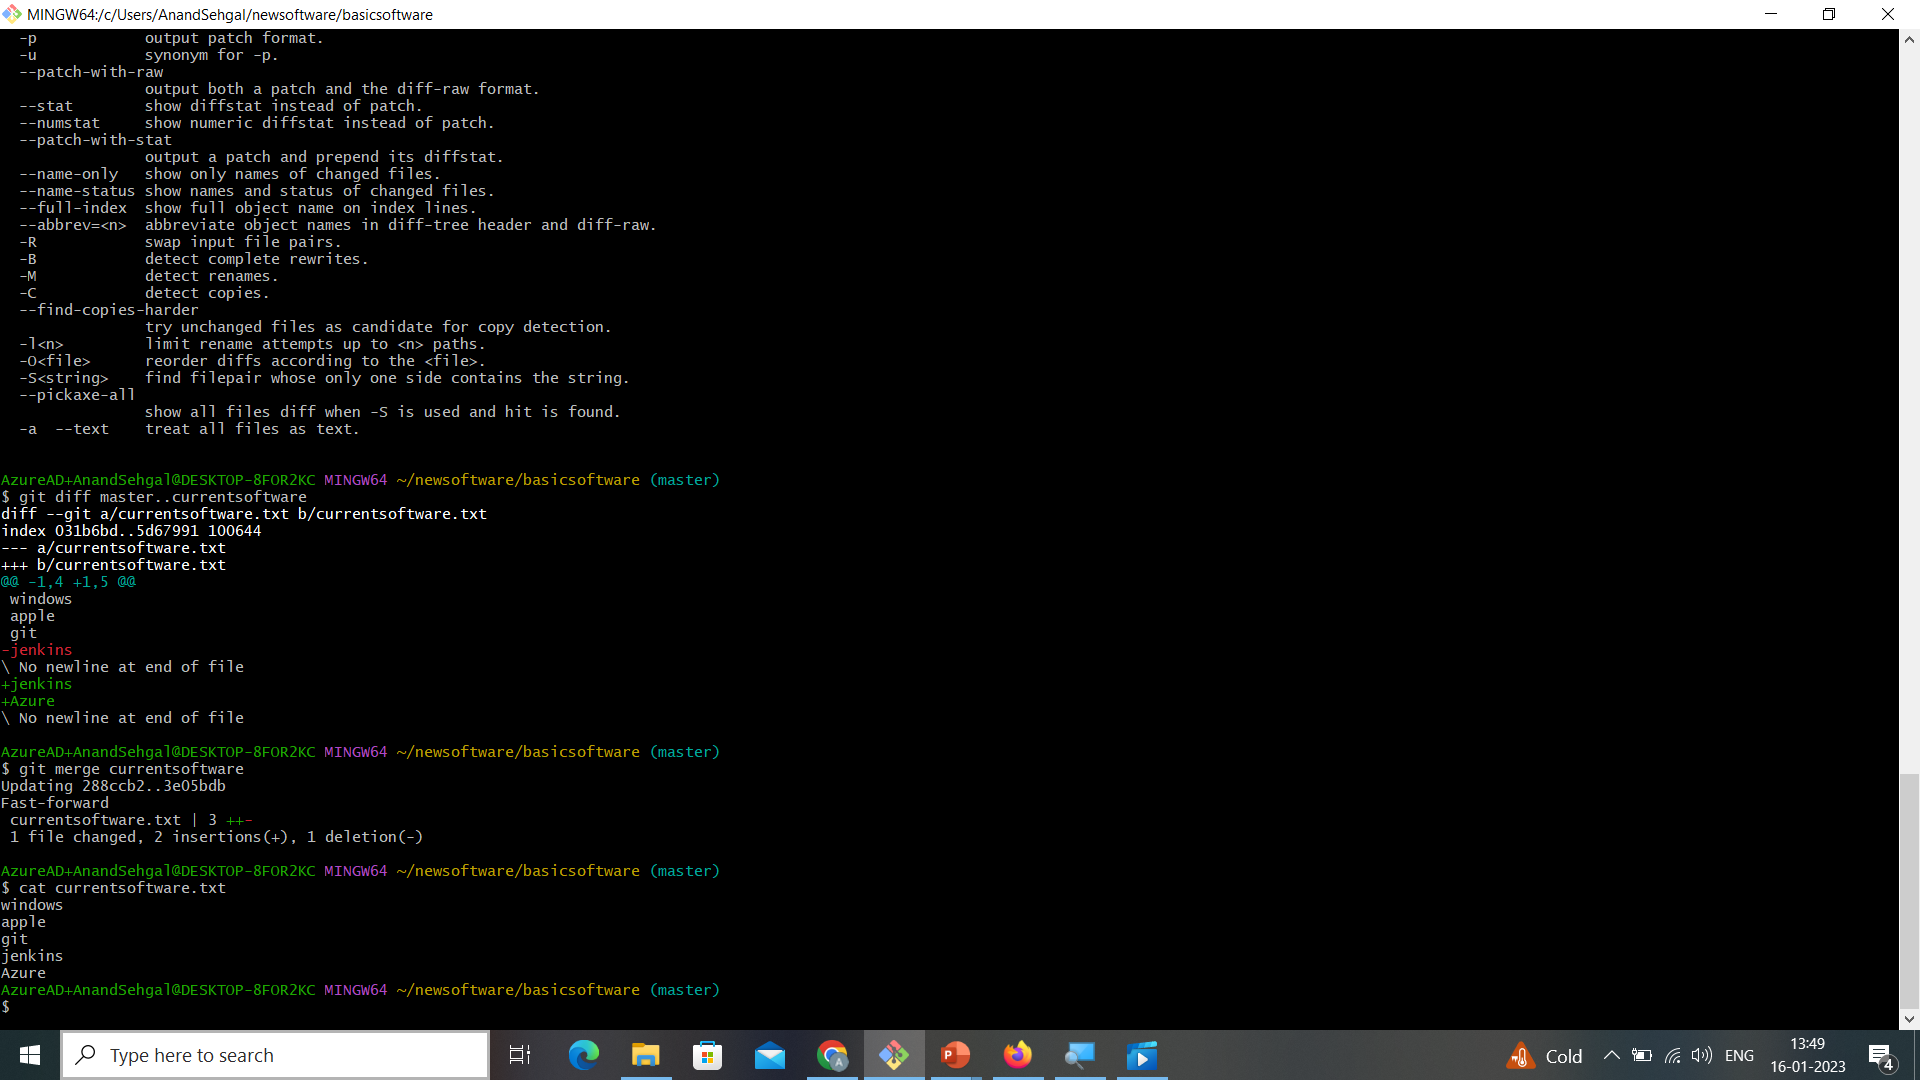 MINGW64:/c/Users/AnandSehgal/newsoftware/basicsoftware
-p            output patch format.
-u            synonym for -p.
--patch-with-raw
output both a patch and the diff-raw format.
--stat        show diffstat instead of patch.
--numstat     show numeric diffstat instead of patch.
--patch-with-stat
output a patch and prepend its diffstat.
--name-only   show only names of changed files.
--name-status show names and status of changed files.
--full-index  show full object name on index lines.
--abbrev=<n>  abbreviate object names in diff-tree header and diff-raw.
-R            swap input file pairs.
-B            detect complete rewrites.
-M            detect renames.
-C            detect copies.
--find-copies-harder
try unchanged files as candidate for copy detection.
-l<n>         limit rename attempts up to <n> paths.
-O<file>      reorder diffs according to the <file>.
-S<string>    find filepair whose only one side contains the string.
--pickaxe-all
show all files diff when -S is used and hit is found.
-a  --text    treat all files as text.
AzureAD+AnandSehgal@DESKTOP-8FOR2KC MINGW64 ~/newsoftware/basicsoftware (master)
$ git diff master..currentsoftware
diff --git a/currentsoftware.txt b/currentsoftware.txt
index 031b6bd..5d67991 100644
--- a/currentsoftware.txt
+++ b/currentsoftware.txt
@@ -1,4 +1,5 @@
windows
apple
git
-jenkins
\ No newline at end of file
+jenkins
+Azure
\ No newline at end of file
AzureAD+AnandSehgal@DESKTOP-8FOR2KC MINGW64 ~/newsoftware/basicsoftware (master)
$ git merge currentsoftware
Updating 288ccb2..3e05bdb
Fast-forward
currentsoftware.txt | 3 ++-
1 file changed, 2 insertions(+), 1 deletion(-)
AzureAD+AnandSehgal@DESKTOP-8FOR2KC MINGW64 ~/newsoftware/basicsoftware (master)
$ cat currentsoftware.txt
windows
apple
git
jenkins
Azure
AzureAD+AnandSehgal@DESKTOP-8FOR2KC MINGW64 ~/newsoftware/basicsoftware (master)
$
Type here to search
A
P
Cold
ENG
13:49
16-01-2023
4